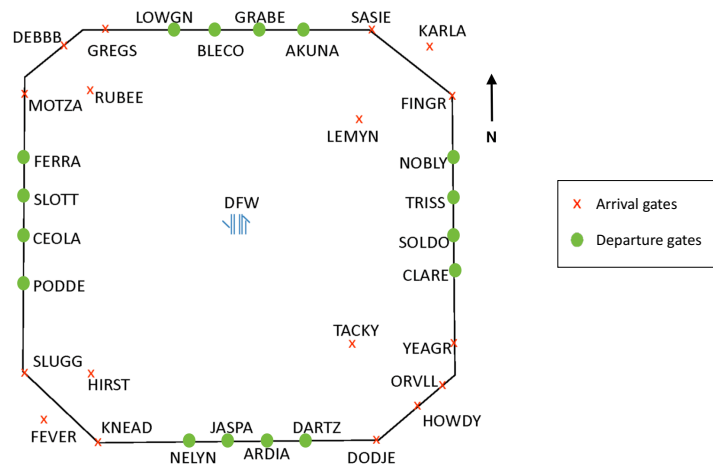 LOWGN
GRABE
SASIE
KARLA
DEBBB
GREGS
BLECO
AKUNA
MOTZA
RUBEE
FINGR
LEMYN
N
FERRA
NOBLY
SLOTT
DFW
TRISS
Arrival gates
CEOLA
SOLDO
Departure gates
CLARE
PODDE
TACKY
YEAGR
SLUGG
HIRST
ORVLL
FEVER
KNEAD
JASPA
DARTZ
HOWDY
NELYN
ARDIA
DODJE